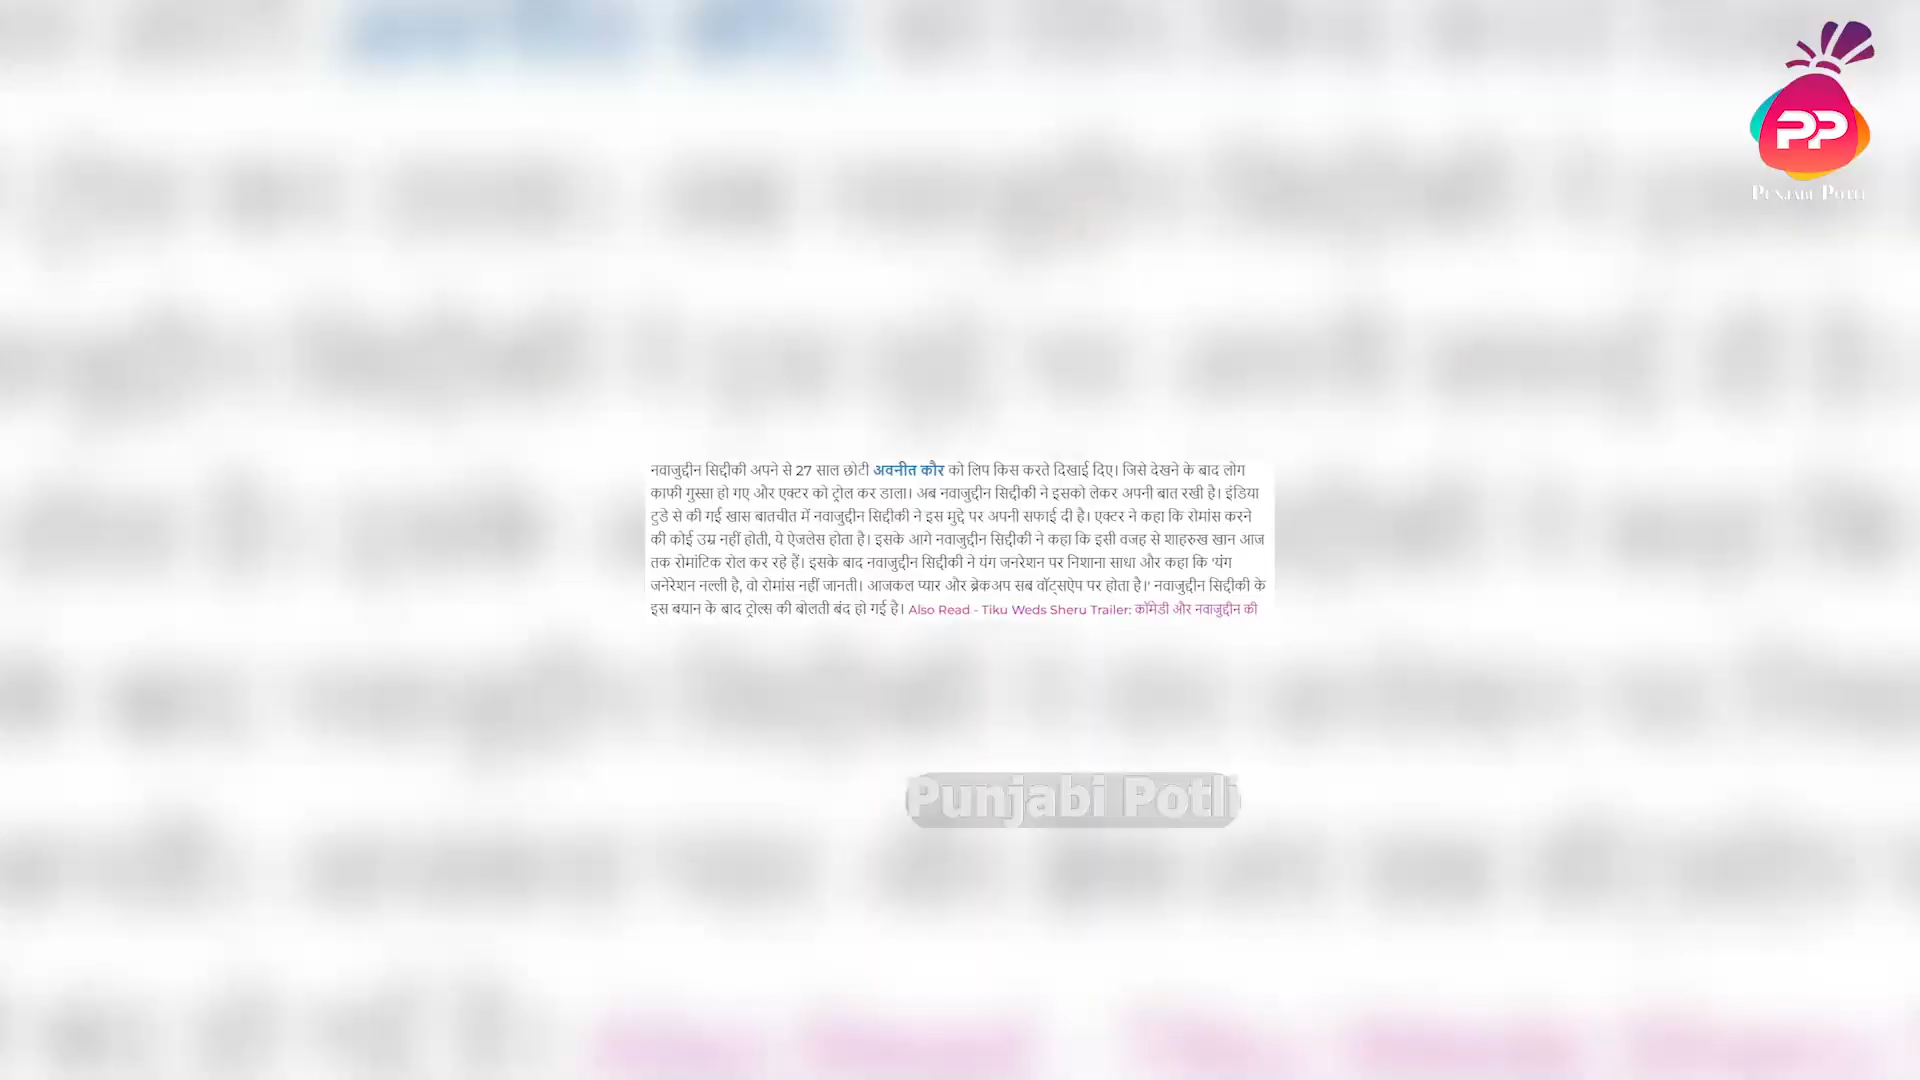 PP
PUNJABI POTLI
नवाजुद्दीन सिद्दीकी अपने से 27 साल छोटी अवनीत कौर को लिप किस करते दिखाई दिए। जिसे देखने के बाद लोग
काफी गुस्सा हो गए और एक्टर को ट्रोल कर डाला। अब नवाजुद्दीन सिद्दीकी ने इसको लेकर अपनी बात रखी है। इंडिया
टुडे से की गई खास बातचीत में नवाजुद्दीन सिद्दीकी ने इस मुद्दे पर अपनी सफाई दी है। एक्टर ने कहा कि रोमांस करने
की कोई उम्र नहीं होती, ये ऐजलेस होता है। इसके आगे नवाजुद्दीन सिद्दीकी ने कहा कि इसी वजह से शाहरुख खान आज
तक रोमांटिक रोल कर रहे हैं। इसके बाद नवाजुद्दीन सिद्दीकी ने यंग जनरेशन पर निशाना साधा और कहा कि 'यंग
जनेरेशन नल्ली है, वो रोमांस नहीं जानती। आजकल प्यार और ब्रेकअप सब वॉट्सऐप पर होता है।' नवाजुद्दीन सिद्दीकी के
इस बयान के बाद ट्रोल्स की बोलती बंद हो गई है। Also Read - Tiku Weds Sheru Trailer: कॉमेडी और नवाजुद्दीन की
Punjabi Potli